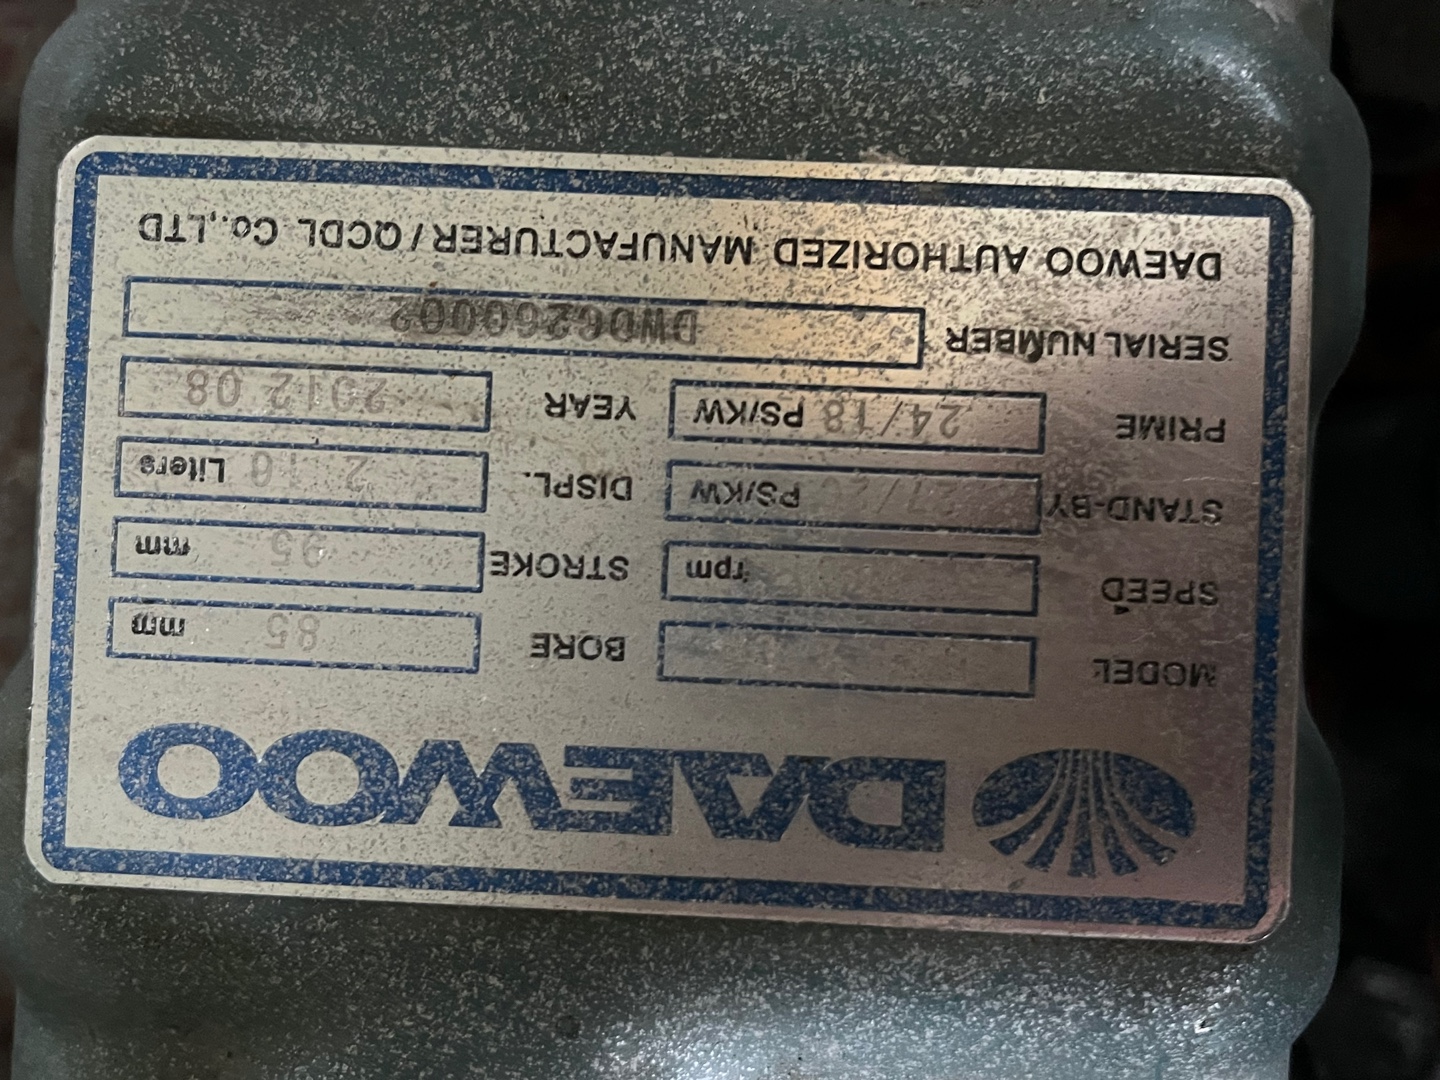 DAEWOO
MODEL BORE 85 mm
SPEED rpm STROKE 95 mm
STAND-BY PS/KW DISPL. Liters
PRIME 24/18 PS/KW YEAR 2012 08
SERIAL NUMBER
DAEWOO AUTHORIZED MANUFACTURER/QCDL Co.,LTD